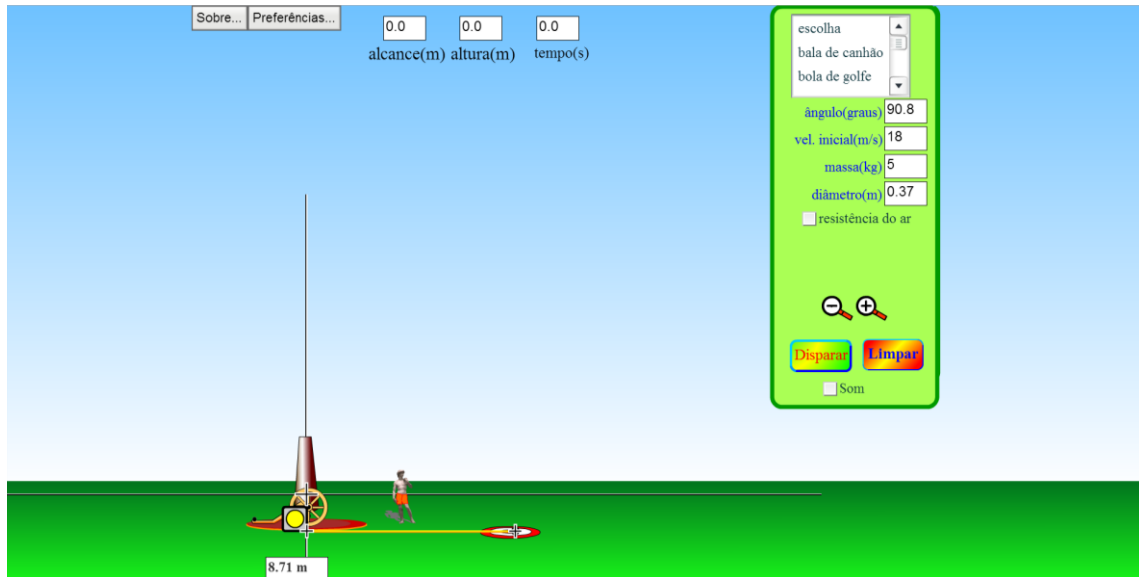 Sobre... Preferências...
0.0 0.0 0.0
alcance(m) altura(m) tempo(s)
escolha
bala de canhão
bola de golfe
ângulo(graus) 90.8
vel. inicial(m/s) 18
massa(kg) 5
diâmetro(m) 0.37
resistência do ar
Disparar Limpar
Som
8.71 m